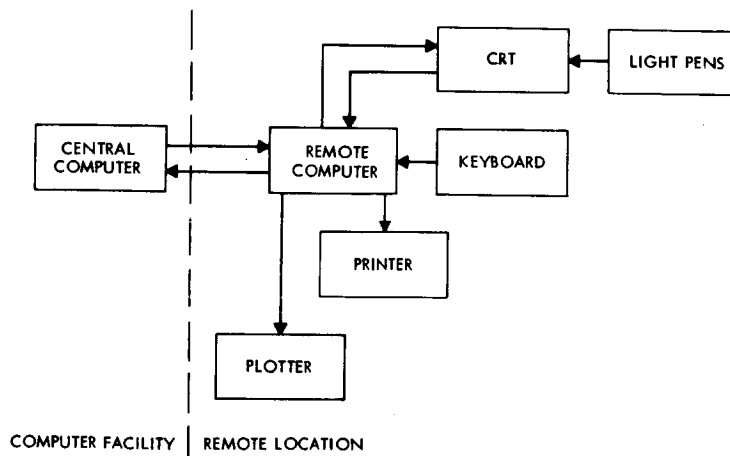 CRT
LIGHT PENS
CENTRAL
COMPUTER
REMOTE
COMPUTER
KEYBOARD
PRINTER
PLOTTER
COMPUTER FACILITY
REMOTE LOCATION